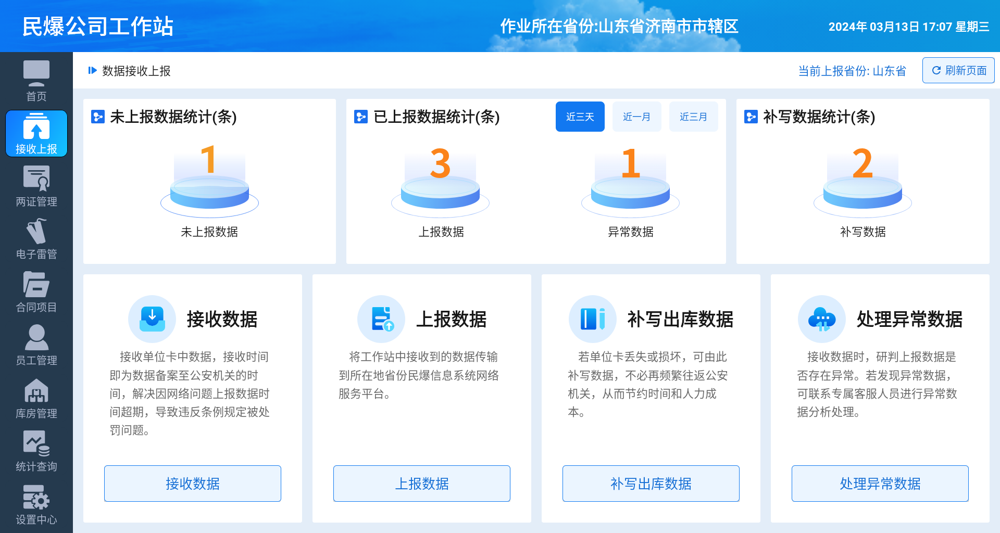 民爆公司工作站
作业所在省份:山东省济南市市辖区
2024年 03月13日 17:07 星期三
首页
接收上报
两证管理
电子雷管
合同项目
员工管理
库房管理
统计查询
设置中心
数据接收上报
当前上报省份: 山东省
刷新页面
未上报数据统计(条)
1
未上报数据
已上报数据统计(条)
近三天
近一月
近三月
3
上报数据
1
异常数据
补写数据统计(条)
2
补写数据
接收数据
接收单位卡中数据，接收时间
即为数据备案至公安机关的时
间，解决因网络问题上报数据时
间超期，导致违反条例规定被处
罚问题。
接收数据
上报数据
将工作站中接收到的数据传输
到所在地省份民爆信息系统网络
服务平台。
上报数据
补写出库数据
若单位卡丢失或损坏，可由此
补写数据，不必再频繁往返公安
机关，从而节约时间和人力成
本。
补写出库数据
处理异常数据
接收数据时，研判上报数据是
否存在异常。若发现异常数据，
可联系专属客服人员进行异常数
据分析处理。
处理异常数据